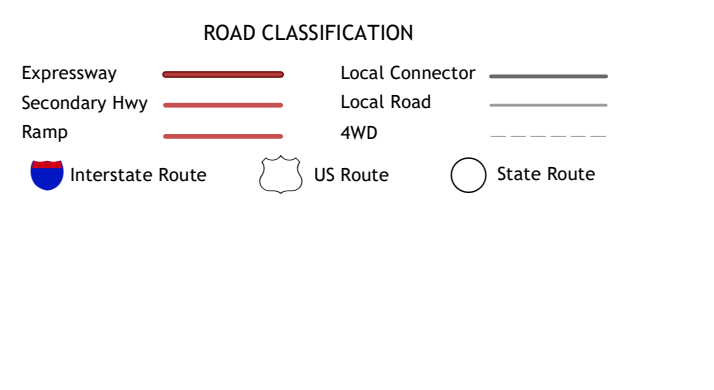 ROAD CLASSIFICATION
Expressway
Local Connector
Secondary Hwy
Local Road
Ramp
4WD
Interstate Route
US Route
State Route